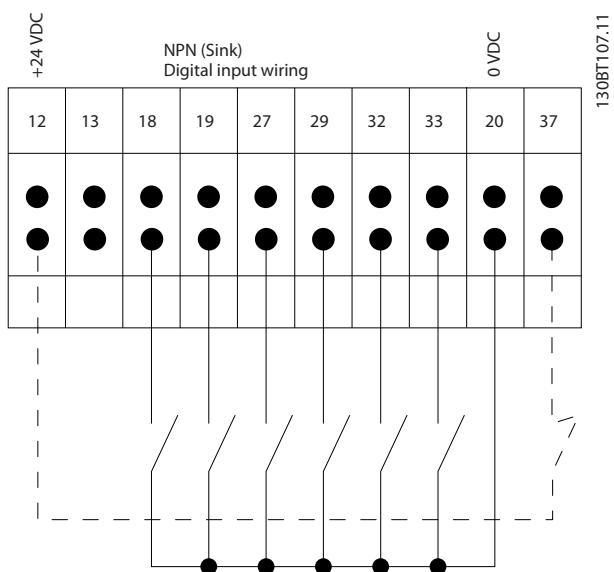 +24 VDC
NPN (Sink)
Digital input wiring
0 VDC
130BT107.11
12 13 18 19 27 29 32 33 20 37